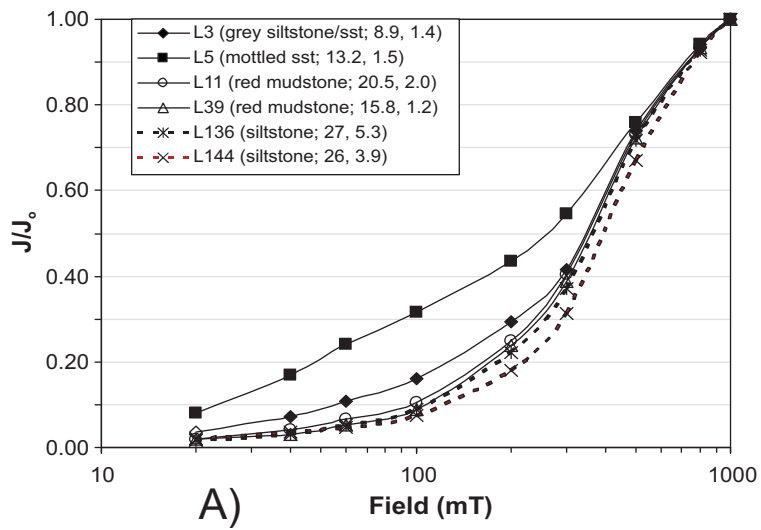 L3 (grey siltstone/sst; 8.9, 1.4)
L5 (mottled sst; 13.2, 1.5)
L11 (red mudstone; 20.5, 2.0)
L39 (red mudstone; 15.8, 1.2)
L136 (siltstone; 27, 5.3)
L144 (siltstone; 26, 3.9)
1.00
0.80
0.60
0.40
0.20
0.00
J/Jo
10
100
1000
A)
Field (mT)